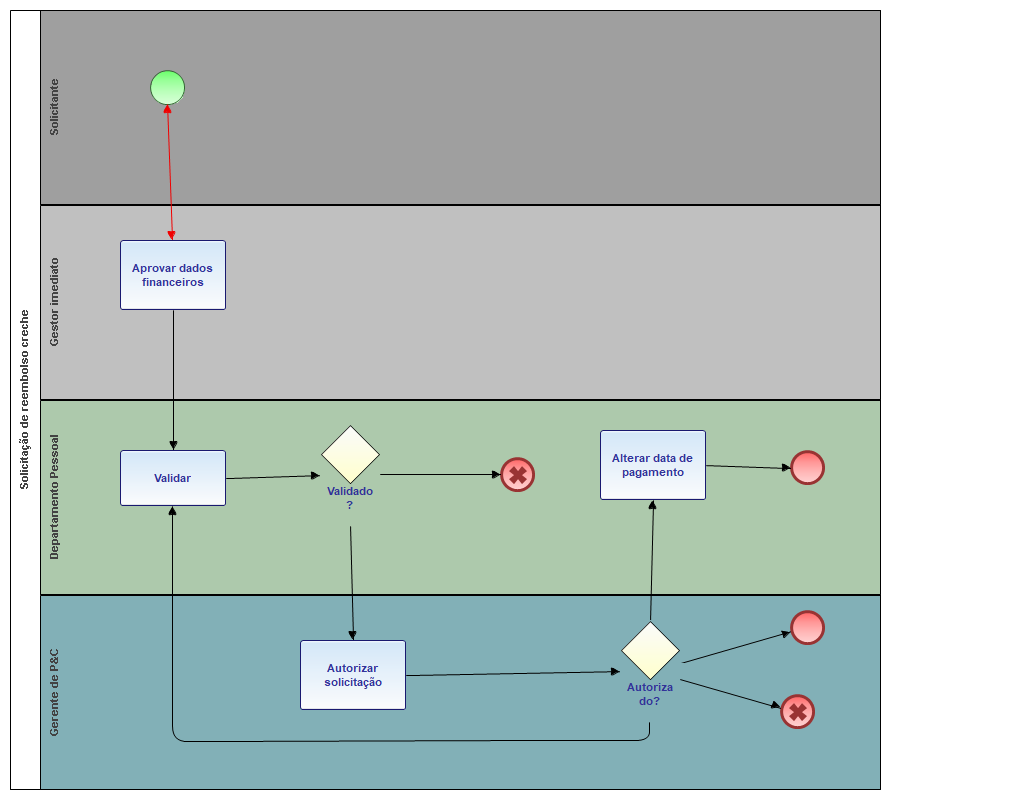 Solicitação de reembolso creche
Solicitante
Gestor imediato
Aprovar dados
financeiros
Departamento Pessoal
Validar
Validado
?
Alterar data de
pagamento
Gerente de P&C
Autorizar
solicitação
Autoriza
do?